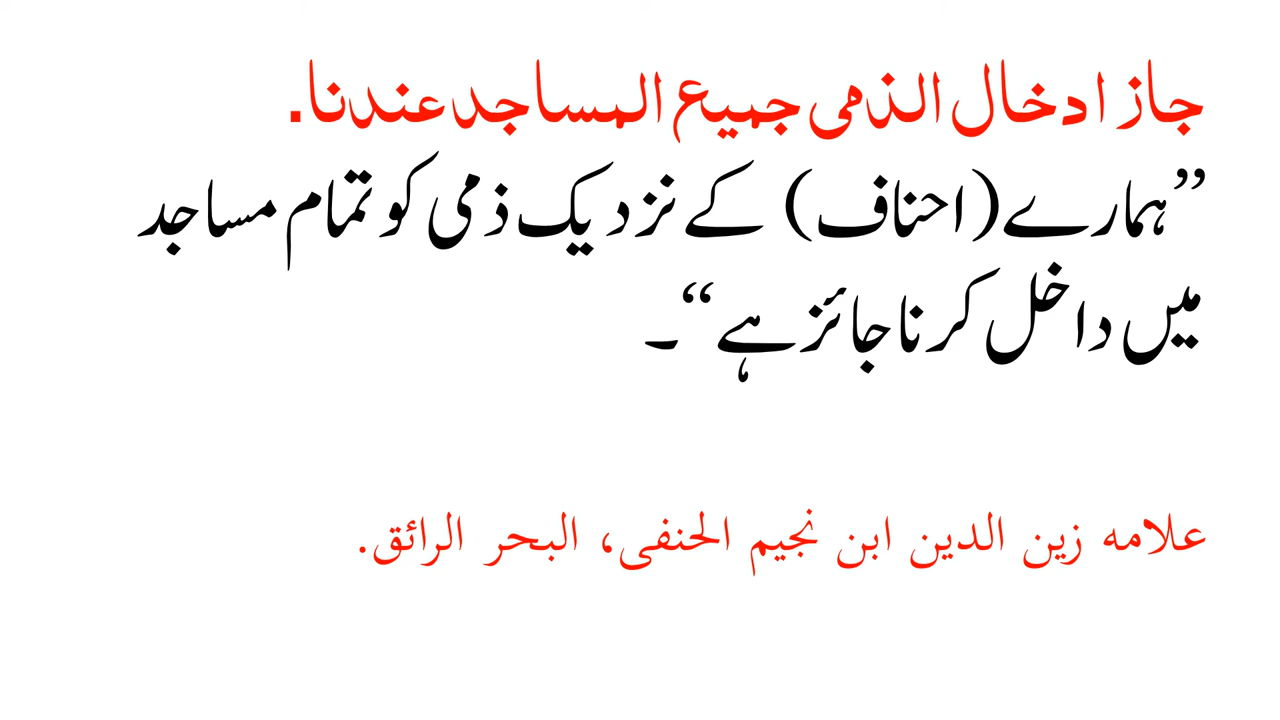 جاز ادخال الذمی جمیع المساجد عندنا.
”ہمارے (احناف) کے نزدیک ذمی کو تمام مساجد
میں داخل کرنا جائز ہے“۔
علامہ زین الدین ابن نجیم الحنفی، البحر الرائق.